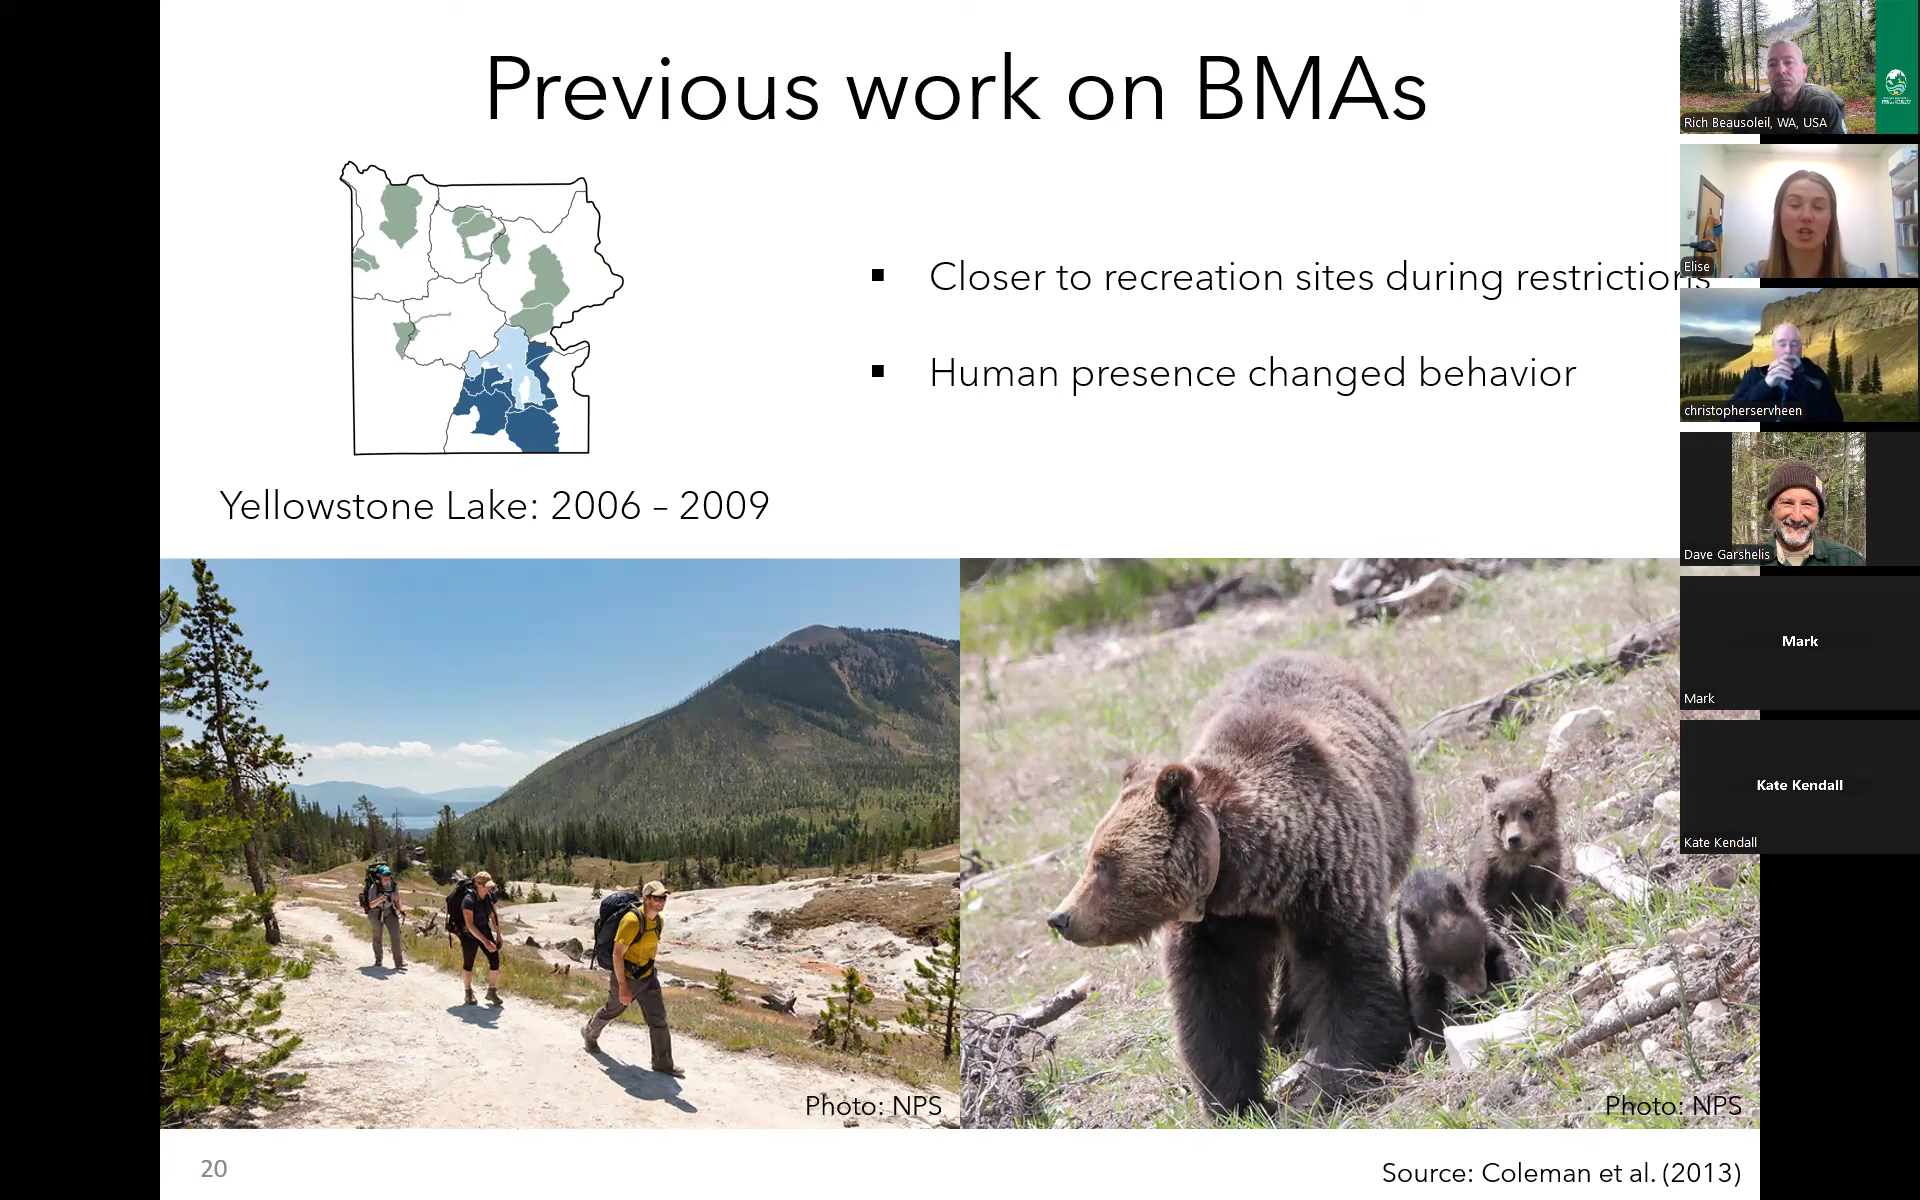 Previous work on BMAs
▪ Closer to recreation sites during restrictions
▪ Human presence changed behavior
Yellowstone Lake: 2006 – 2009
Photo: NPS
Photo: NPS
20
Source: Coleman et al. (2013)
Rich Beausoleil, WA, USA
Elise
christopherservheen
Dave Garshelis
Mark
Mark
Kate Kendall
Kate Kendall